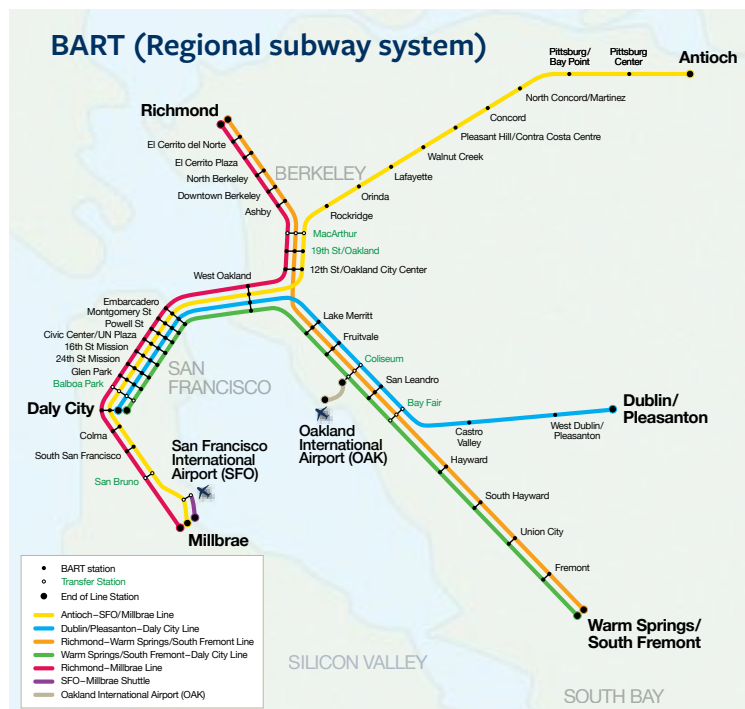 BART (Regional subway system)
Pittsburg/
Bay Point
Pittsburg
Center
Antioch
North Concord/Martinez
Concord
Pleasant Hill/Contra Costa Centre
Walnut Creek
Lafayette
Orinda
Rockridge
Richmond
El Cerrito del Norte
El Cerrito Plaza
North Berkeley
Downtown Berkeley
Ashby
BERKELEY
MacArthur
19th St/Oakland
12th St/Oakland City Center
West Oakland
Embarcadero
Montgomery St
Powell St
Civic Center/UN Plaza
16th St Mission
24th St Mission
Glen Park
Balboa Park
Daly City
SAN
FRANCISCO
Lake Merritt
Fruitvale
Coliseum
San Leandro
Bay Fair
Oakland
International
Airport (OAK)
Castro
Valley
West Dublin/
Pleasanton
Dublin/
Pleasanton
Hayward
South Hayward
Union City
Fremont
Warm Springs/
South Fremont
Colma
South San Francisco
San Bruno
San Francisco
International
Airport (SFO)
Millbrae
BART station
Transfer Station
End of Line Station
Antioch–SFO/Millbrae Line
Dublin/Pleasanton–Daly City Line
Richmond–Warm Springs/South Fremont Line
Warm Springs/South Fremont–Daly City Line
Richmond–Millbrae Line
SFO–Millbrae Shuttle
Oakland International Airport (OAK)
SILICON VALLEY
SOUTH BAY